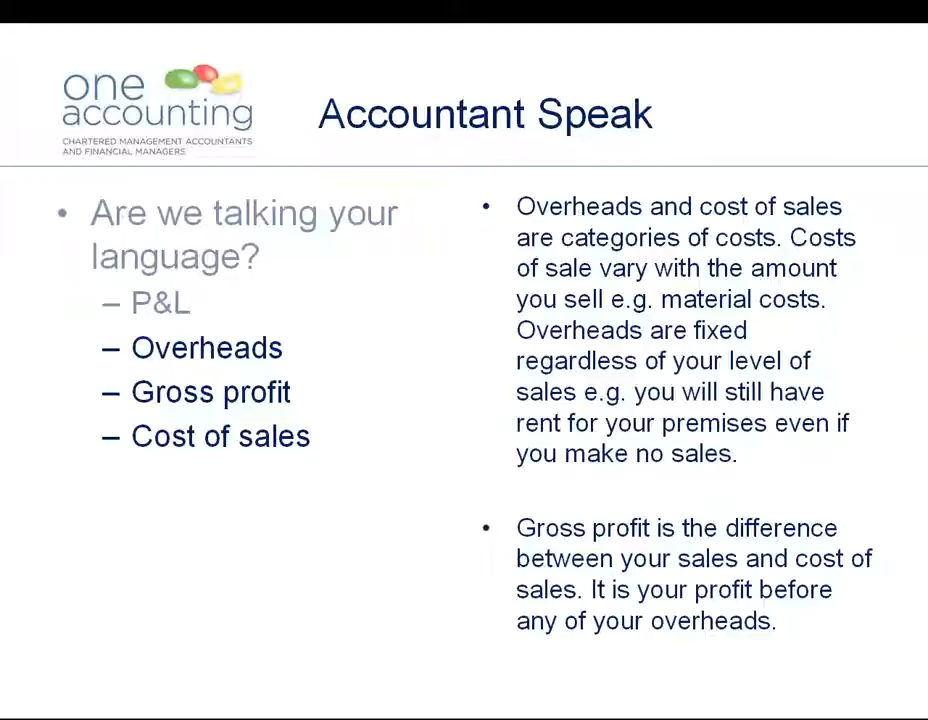 one
accounting
CHARTERED MANAGEMENT ACCOUNTANTS
AND FINANCIAL MANAGERS
Accountant Speak
• Are we talking your
language?
– P&L
– Overheads
– Gross profit
– Cost of sales
• Overheads and cost of sales
are categories of costs. Costs
of sale vary with the amount
you sell e.g. material costs.
Overheads are fixed
regardless of your level of
sales e.g. you will still have
rent for your premises even if
you make no sales.
• Gross profit is the difference
between your sales and cost of
sales. It is your profit before
any of your overheads.